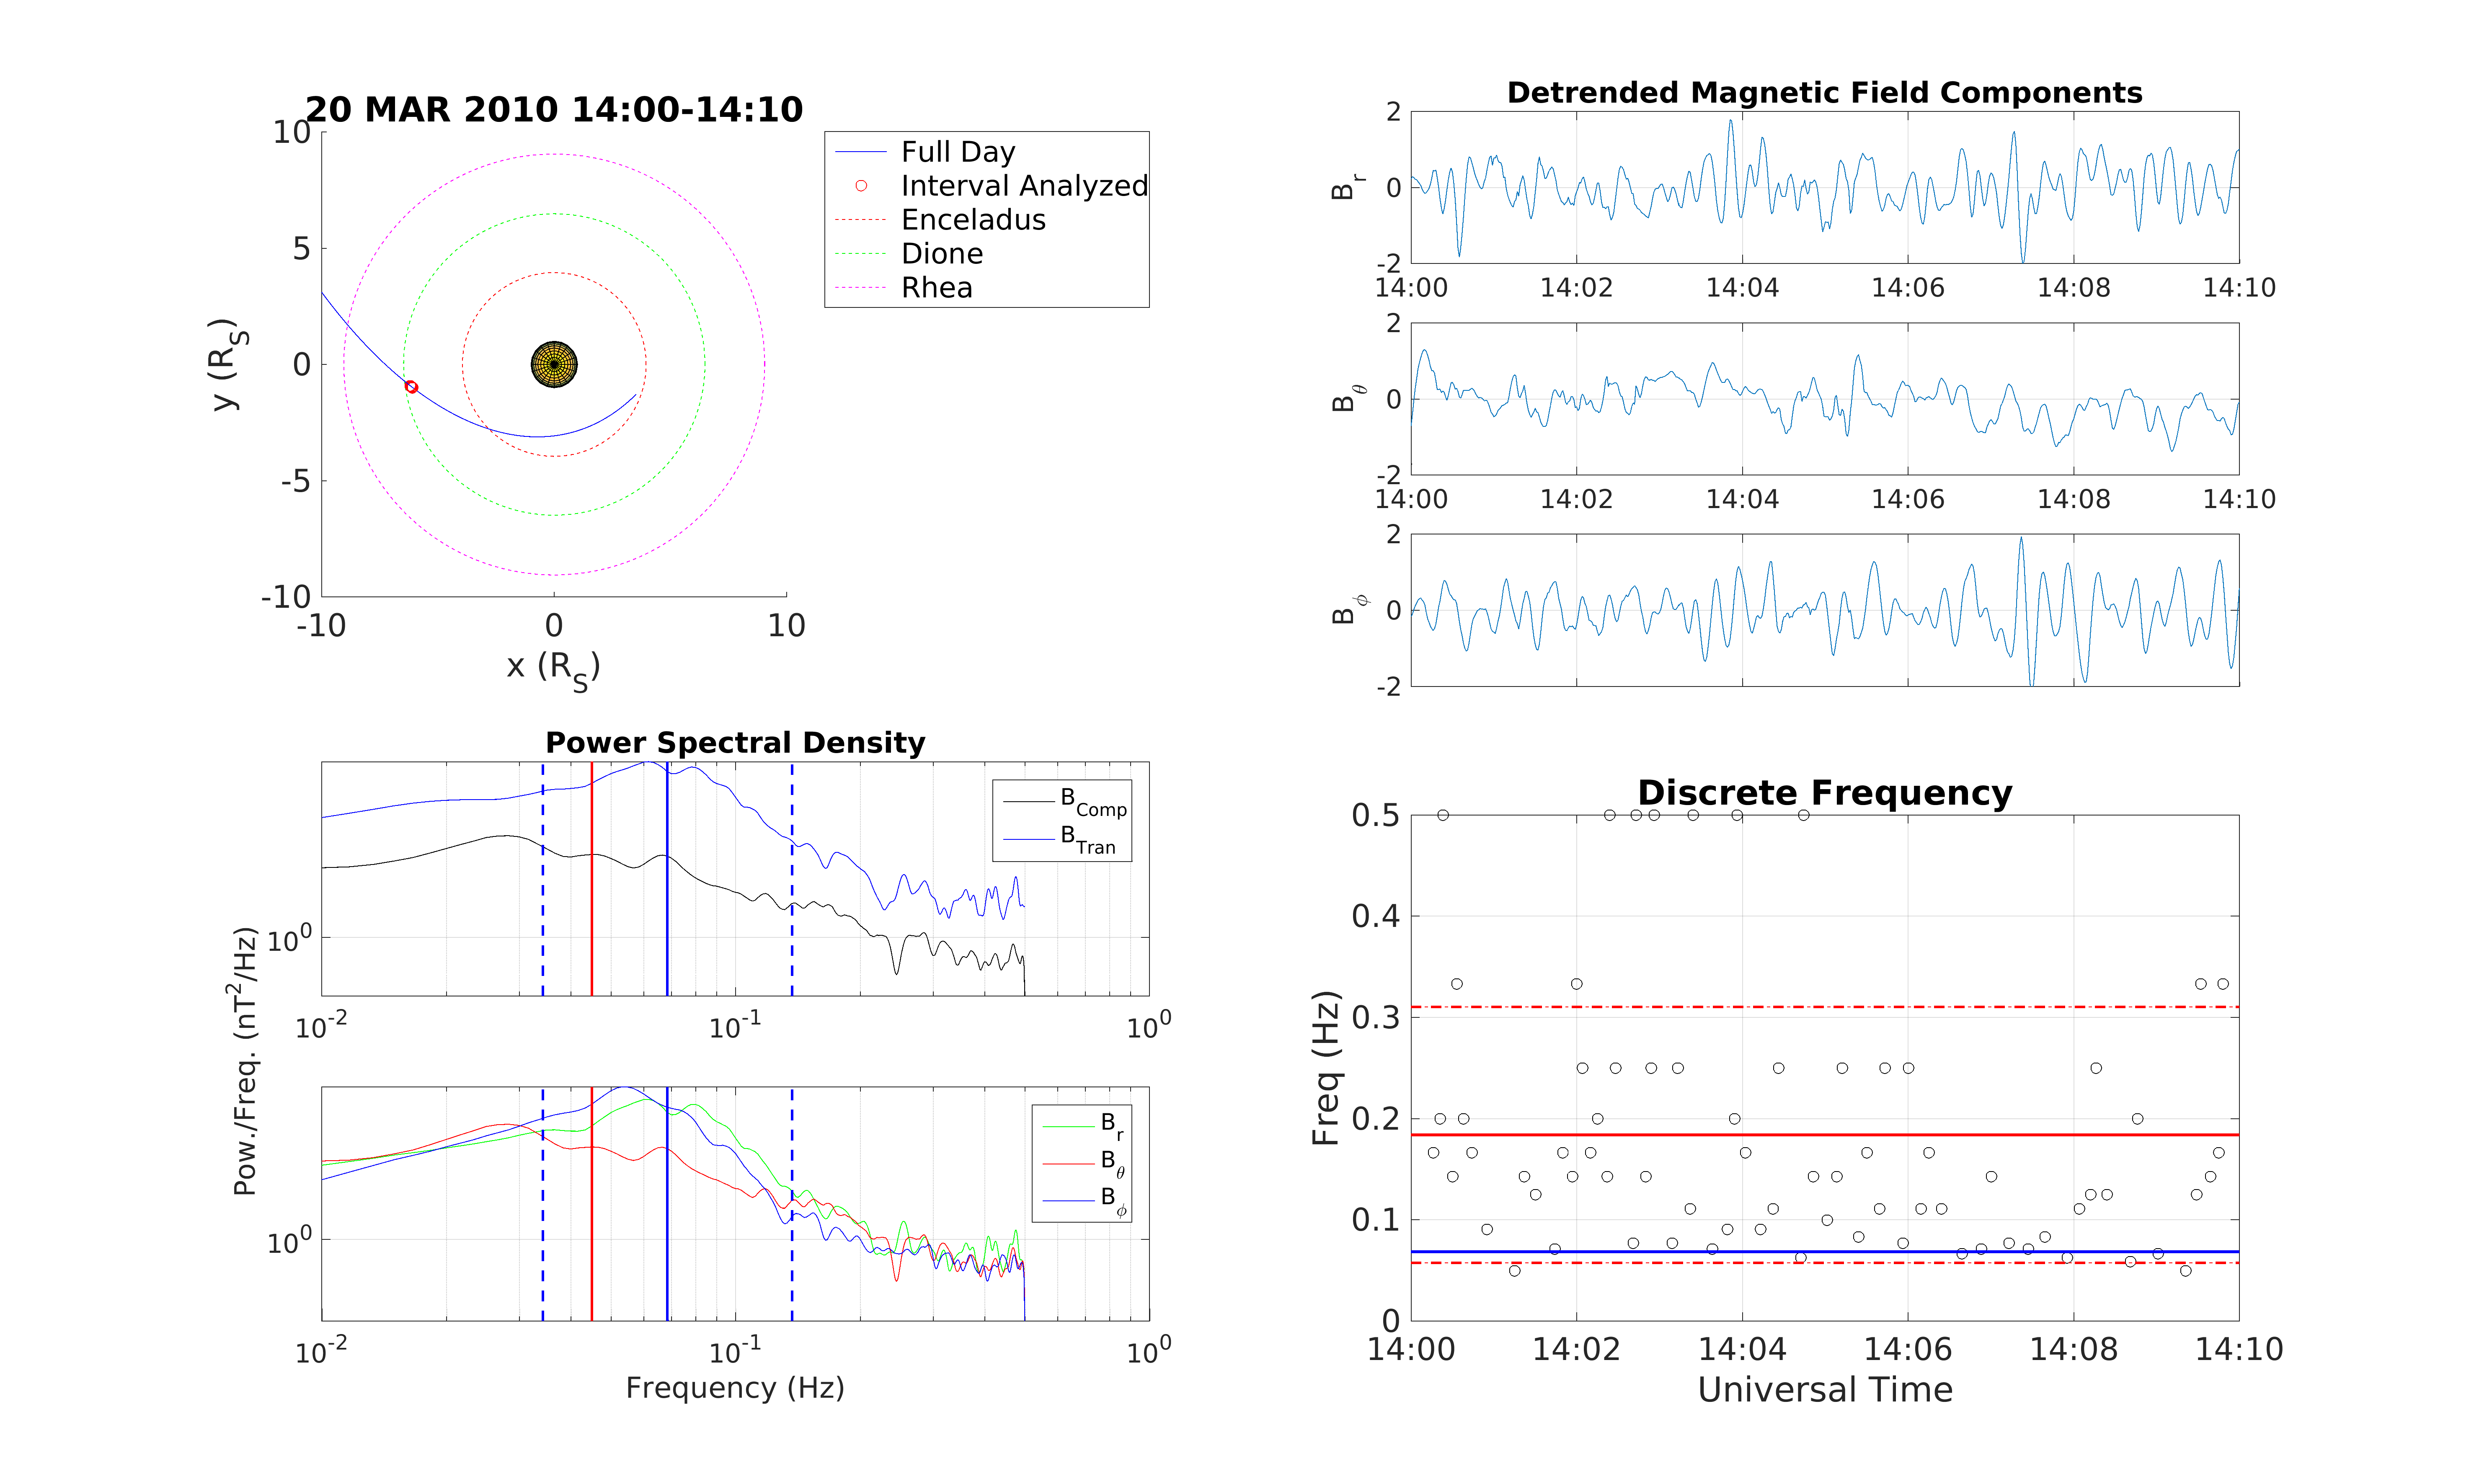 20 MAR 2010 14:00-14:10
10
5
0
-5
-10
-10
0
10
y (R_S)
x (R_S)
Full Day
Interval Analyzed
Enceladus
Dione
Rhea
Detrended Magnetic Field Components
B_r
2
0
-2
14:00
14:02
14:04
14:06
14:08
14:10
B_θ
2
0
-2
14:00
14:02
14:04
14:06
14:08
14:10
B_ϕ
2
0
-2
Power Spectral Density
10^0
10^-2
10^-1
10^0
B_Comp
B_Tran
Pow./Freq. (nT^2/Hz)
10^0
10^-2
10^-1
10^0
B_r
B_θ
B_ϕ
Frequency (Hz)
Discrete Frequency
Freq (Hz)
0.5
0.4
0.3
0.2
0.1
0
14:00
14:02
14:04
14:06
14:08
14:10
Universal Time